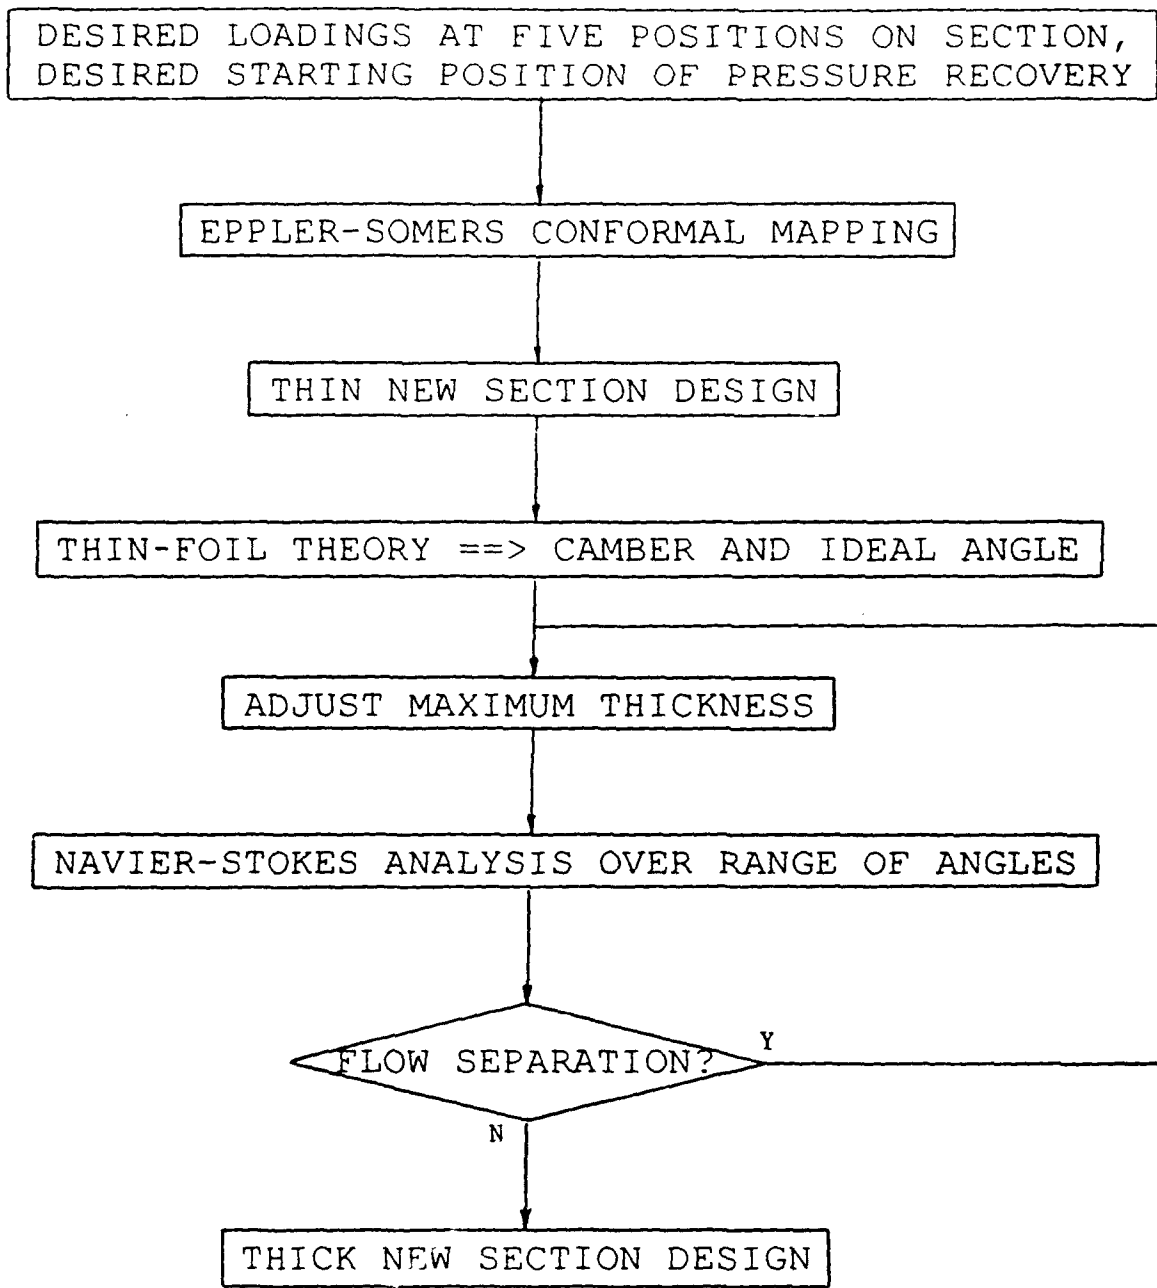 DESIRED LOADINGS AT FIVE POSITIONS ON SECTION,
DESIRED STARTING POSITION OF PRESSURE RECOVERY
EPPLER-SOMERS CONFORMAL MAPPING
THIN NEW SECTION DESIGN
THIN-FOIL THEORY ==> CAMBER AND IDEAL ANGLE
ADJUST MAXIMUM THICKNESS
NAVIER-STOKES ANALYSIS OVER RANGE OF ANGLES
FLOW SEPARATION?
Y
N
THICK NEW SECTION DESIGN